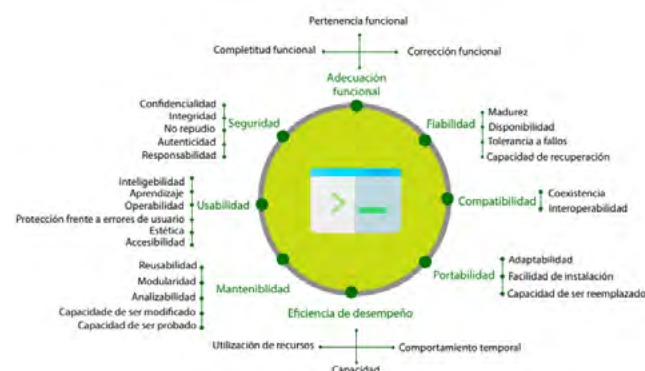 Pertenencia funcional
Completitud funcional
Corrección funcional
Adecuación
funcional
Confidencialidad
Integridad
No repudio
Autenticidad
Responsabilidad
Seguridad
Fiabilidad
Madurez
Disponibilidad
Tolerancia a fallos
Capacidad de recuperación
Inteligebilidad
Aprendizaje
Operabilidad
Protección frente a errores de usuario
Estética
Accesibilidad
Usabilidad
Compatibilidad
Coexistencia
Interoperabilidad
Reusabilidad
Modularidad
Analizabilidad
Capacidade de ser modificado
Capacidad de ser probado
Manteniblidad
Portabilidad
Adaptabilidad
Facilidad de instalación
Capacidad de ser reemplazado
Eficiencia de desempeño
Utilización de recursos
Comportamiento temporal
Capacidad